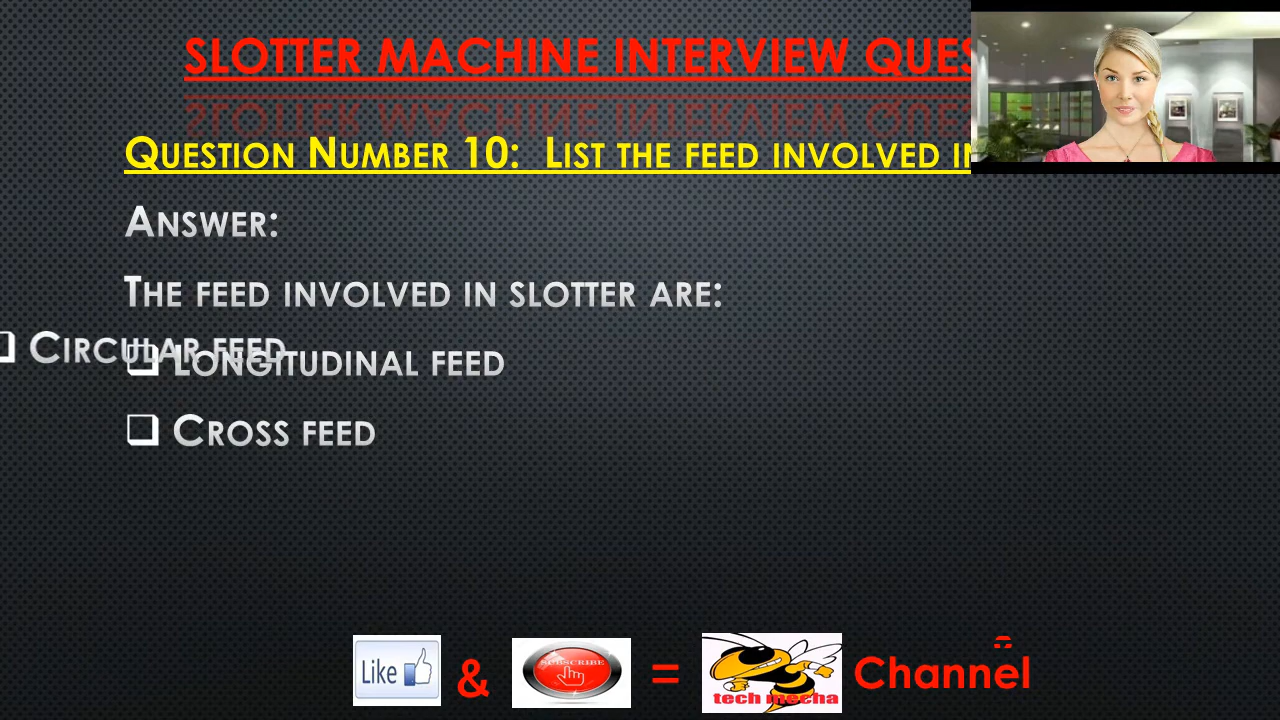 SLOTTER MACHINE INTERVIEW QUES
QUESTION NUMBER 10: LIST THE FEED INVOLVED IN
ANSWER:
THE FEED INVOLVED IN SLOTTER ARE:
CIRCULAR FEED
LONGITUDINAL FEED
CROSS FEED
Like & SUBSCRIBE = tech mecha Channel